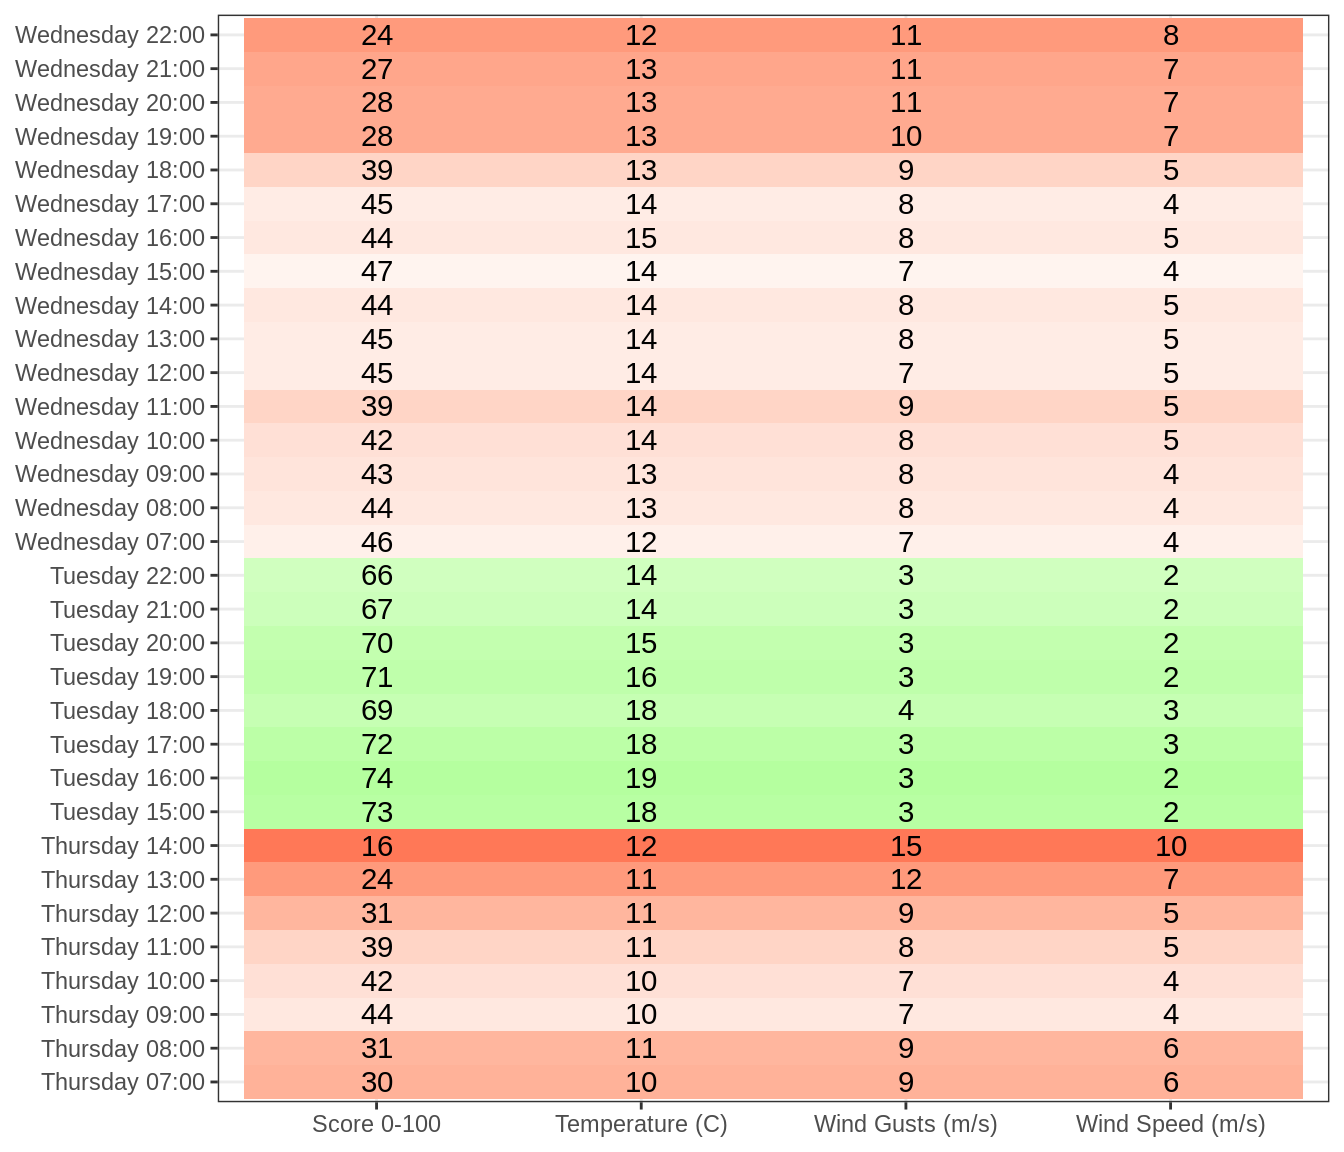 Wednesday 22:00 24 12 11 8
Wednesday 21:00 27 13 11 7
Wednesday 20:00 28 13 11 7
Wednesday 19:00 28 13 10 7
Wednesday 18:00 39 13 9 5
Wednesday 17:00 45 14 8 4
Wednesday 16:00 44 15 8 5
Wednesday 15:00 47 14 7 4
Wednesday 14:00 44 14 8 5
Wednesday 13:00 45 14 8 5
Wednesday 12:00 45 14 7 5
Wednesday 11:00 39 14 9 5
Wednesday 10:00 42 14 8 5
Wednesday 09:00 43 13 8 4
Wednesday 08:00 44 13 8 4
Wednesday 07:00 46 12 7 4
Tuesday 22:00 66 14 3 2
Tuesday 21:00 67 14 3 2
Tuesday 20:00 70 15 3 2
Tuesday 19:00 71 16 3 2
Tuesday 18:00 69 18 4 3
Tuesday 17:00 72 18 3 3
Tuesday 16:00 74 19 3 2
Tuesday 15:00 73 18 3 2
Thursday 14:00 16 12 15 10
Thursday 13:00 24 11 12 7
Thursday 12:00 31 11 9 5
Thursday 11:00 39 11 8 5
Thursday 10:00 42 10 7 4
Thursday 09:00 44 10 7 4
Thursday 08:00 31 11 9 6
Thursday 07:00 30 10 9 6
Score 0-100 Temperature (C) Wind Gusts (m/s) Wind Speed (m/s)